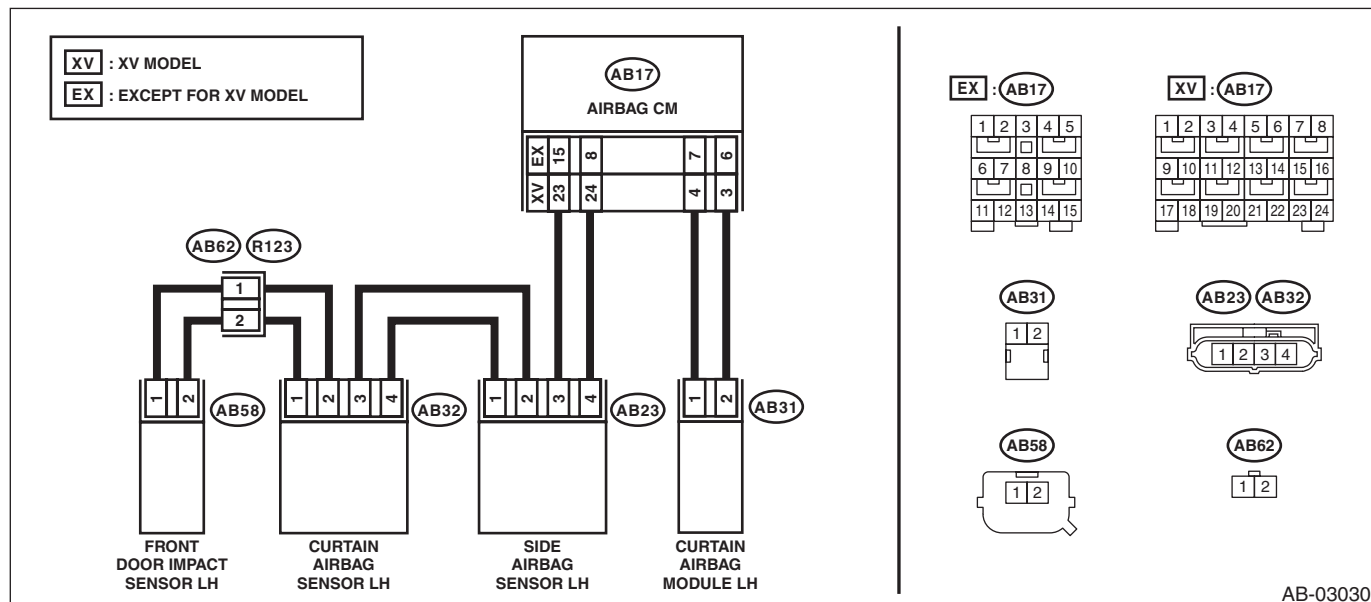 XV : XV MODEL
EX : EXCEPT FOR XV MODEL
AB17
AIRBAG CM
EX 15 8 7 6
XV 23 24 4 3
AB62 R123
1
2
1 2 AB58
1 2 3 4 AB32
1 2 3 4 AB23
1 2 AB31
FRONT
DOOR IMPACT
SENSOR LH
CURTAIN
AIRBAG
SENSOR LH
SIDE
AIRBAG
SENSOR LH
CURTAIN
AIRBAG
MODULE LH
EX : AB17
1 2 3 4 5
6 7 8 9 10
11 12 13 14 15
XV : AB17
1 2 3 4 5 6 7 8
9 10 11 12 13 14 15 16
17 18 19 20 21 22 23 24
AB31
1 2
AB23 AB32
1 2 3 4
AB58
1 2
AB62
1 2
AB-03030